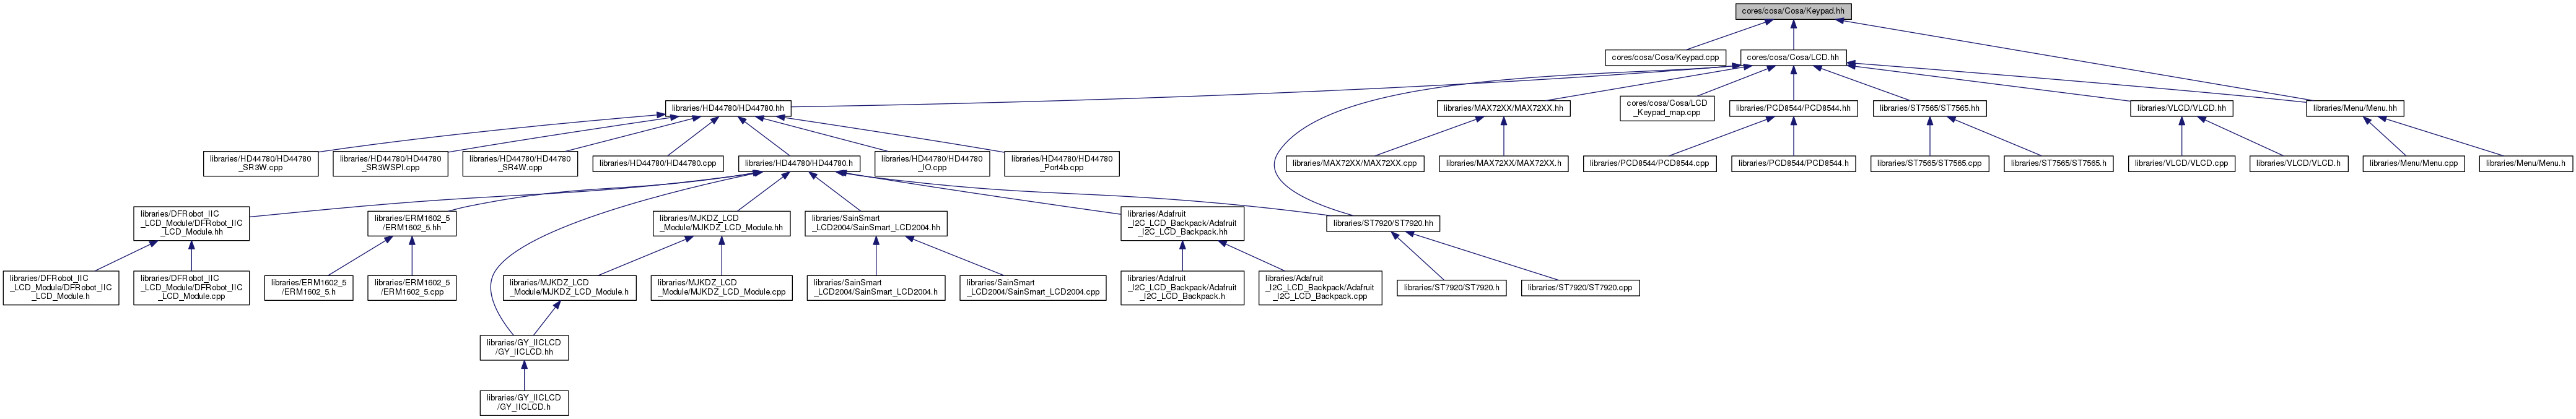 cores/cosa/Cosa/Keypad.hh
cores/cosa/Cosa/Keypad.cpp
cores/cosa/Cosa/LCD.hh
libraries/HD44780/HD44780.hh
libraries/MAX72XX/MAX72XX.hh
cores/cosa/Cosa/LCD
_Keypad_map.cpp
libraries/PCD8544/PCD8544.hh
libraries/ST7565/ST7565.hh
libraries/VLCD/VLCD.hh
libraries/Menu/Menu.hh
libraries/HD44780/HD44780
_SR3W.cpp
libraries/HD44780/HD44780
_SR3WSPI.cpp
libraries/HD44780/HD44780
_SR4W.cpp
libraries/HD44780/HD44780.cpp
libraries/HD44780/HD44780.h
libraries/HD44780/HD44780
_IO.cpp
libraries/HD44780/HD44780
_Port4b.cpp
libraries/MAX72XX/MAX72XX.cpp
libraries/MAX72XX/MAX72XX.h
libraries/PCD8544/PCD8544.cpp
libraries/PCD8544/PCD8544.h
libraries/ST7565/ST7565.cpp
libraries/ST7565/ST7565.h
libraries/VLCD/VLCD.cpp
libraries/VLCD/VLCD.h
libraries/Menu/Menu.cpp
libraries/Menu/Menu.h
libraries/DFRobot_IIC
_LCD_Module/DFRobot_IIC
_LCD_Module.hh
libraries/ERM1602_5
/ERM1602_5.hh
libraries/MJKDZ_LCD
_Module/MJKDZ_LCD_Module.hh
libraries/SainSmart
_LCD2004/SainSmart_LCD2004.hh
libraries/Adafruit
_I2C_LCD_Backpack/Adafruit
_I2C_LCD_Backpack.hh
libraries/ST7920/ST7920.hh
libraries/DFRobot_IIC
_LCD_Module/DFRobot_IIC
_LCD_Module.h
libraries/DFRobot_IIC
_LCD_Module/DFRobot_IIC
_LCD_Module.cpp
libraries/ERM1602_5
/ERM1602_5.h
libraries/ERM1602_5
/ERM1602_5.cpp
libraries/MJKDZ_LCD
_Module/MJKDZ_LCD_Module.h
libraries/MJKDZ_LCD
_Module/MJKDZ_LCD_Module.cpp
libraries/SainSmart
_LCD2004/SainSmart_LCD2004.h
libraries/SainSmart
_LCD2004/SainSmart_LCD2004.cpp
libraries/Adafruit
_I2C_LCD_Backpack/Adafruit
_I2C_LCD_Backpack.h
libraries/Adafruit
_I2C_LCD_Backpack/Adafruit
_I2C_LCD_Backpack.cpp
libraries/ST7920/ST7920.h
libraries/ST7920/ST7920.cpp
libraries/GY_IICLCD
/GY_IICLCD.hh
libraries/GY_IICLCD
/GY_IICLCD.h